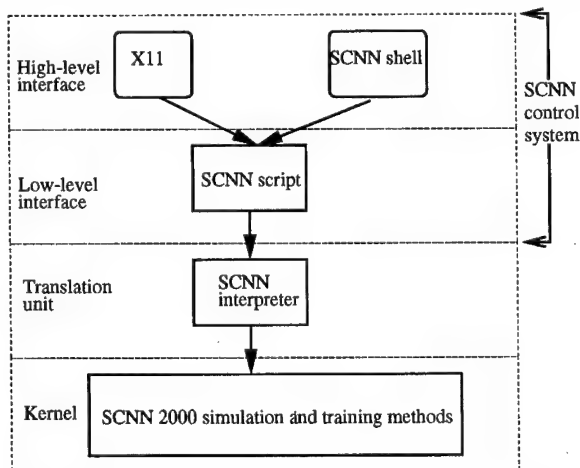 High-level
interface
X11
SCNN shell
SCNN
control
system
Low-level
interface
SCNN script
Translation
unit
SCNN
interpreter
Kernel
SCNN 2000 simulation and training methods